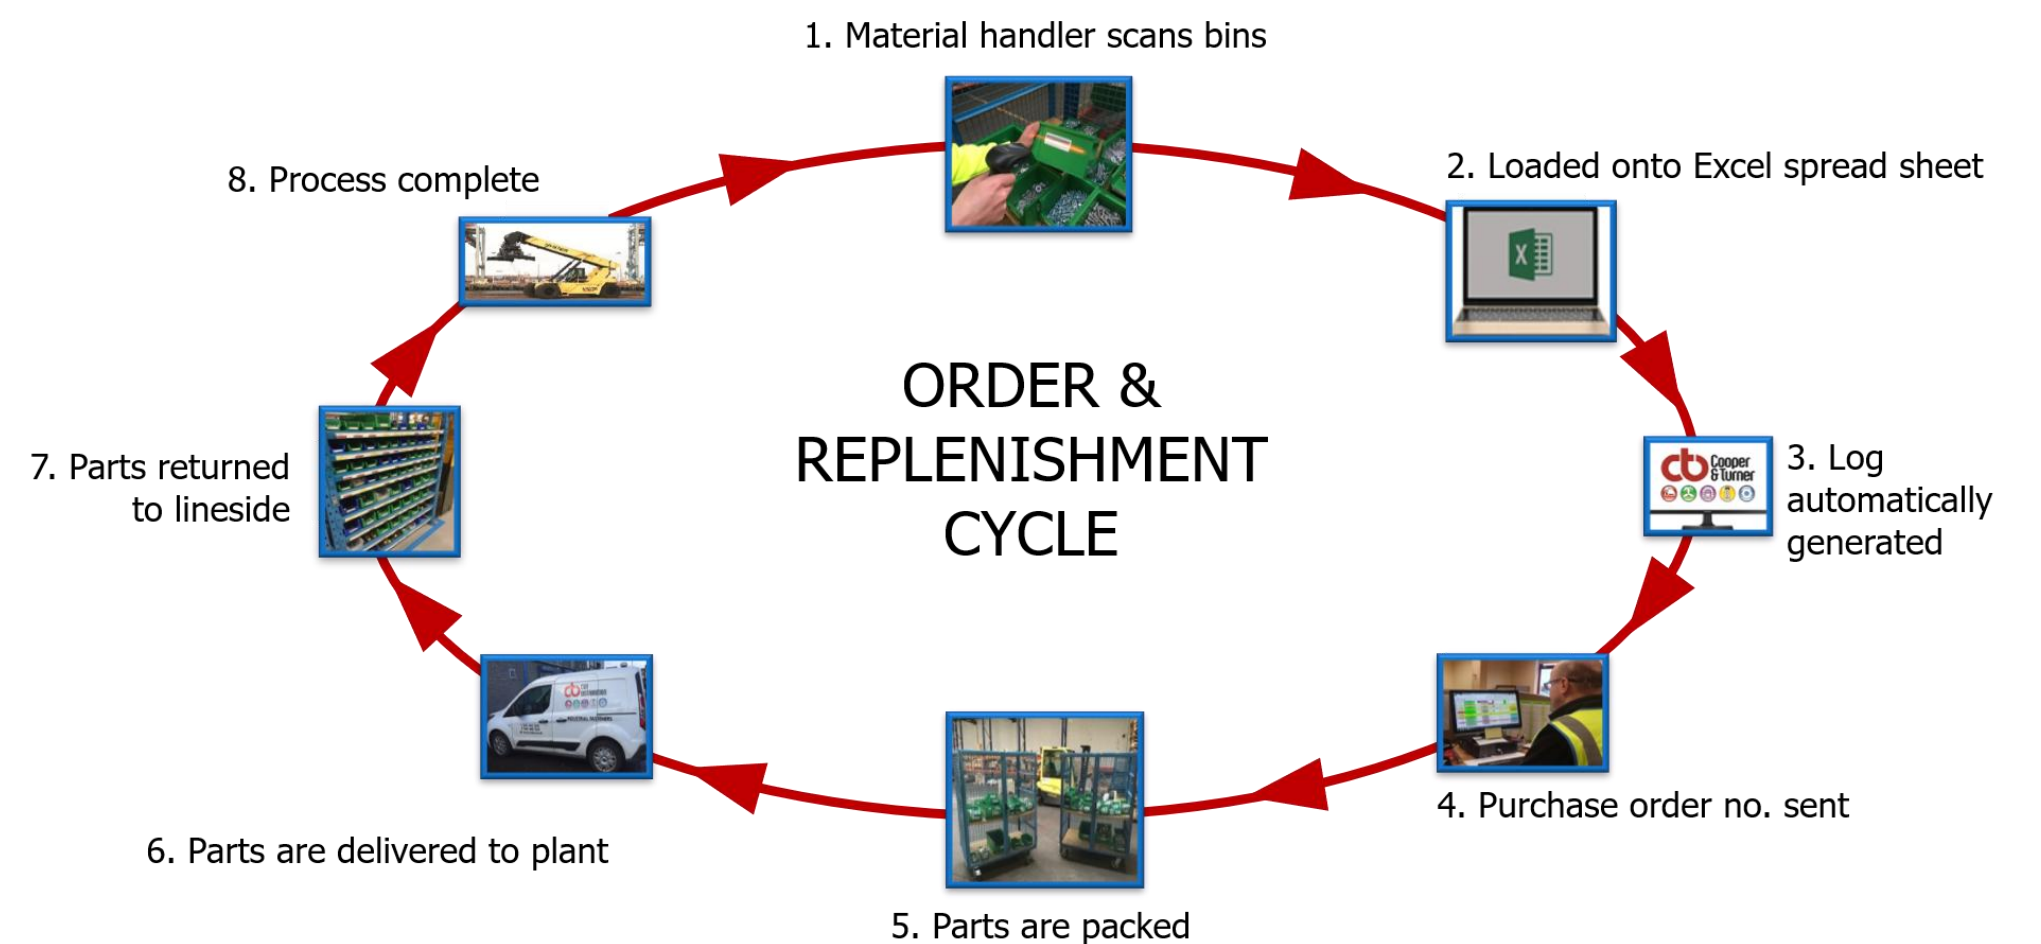 1. Material handler scans bins
8. Process complete
2. Loaded onto Excel spread sheet
X
ORDER &
REPLENISHMENT
CYCLE
7. Parts returned
to lineside
Cooper
& Turner
3. Log
automatically
generated
4. Purchase order no. sent
6. Parts are delivered to plant
5. Parts are packed